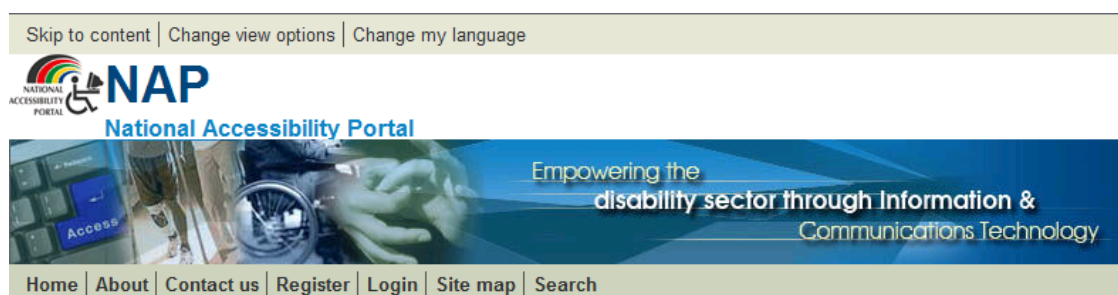 Skip to content | Change view options | Change my language
NATIONAL
ACCESSIBILITY
PORTAL
NAP
National Accessibility Portal
Access
Empowering the
disability sector through Information &
Communications Technology
Home | About | Contact us | Register | Login | Site map | Search